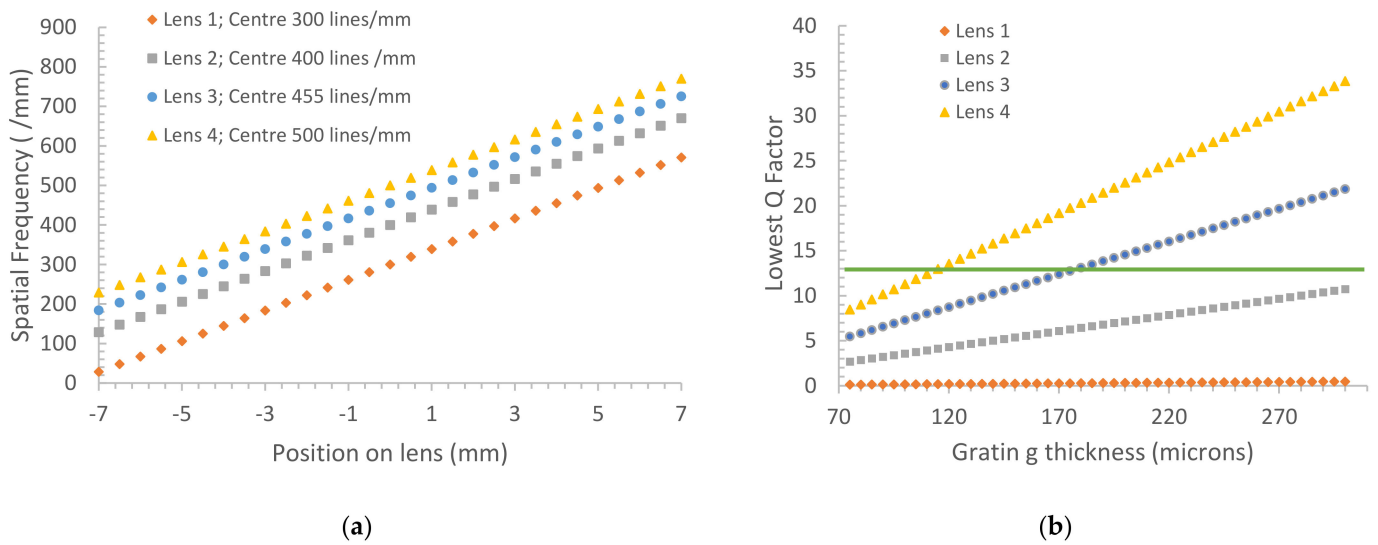 900
800
700
600
500
400
300
200
100
0
Spatial Frequency ( /mm)
Lens 1; Centre 300 lines/mm
Lens 2; Centre 400 lines /mm
Lens 3; Centre 455 lines/mm
Lens 4; Centre 500 lines/mm
-7 -5 -3 -1 1 3 5 7
Position on lens (mm)
(a)
40
35
30
25
20
15
10
5
0
Lowest Q Factor
Lens 1
Lens 2
Lens 3
Lens 4
70 120 170 220 270
Gratin g thickness (microns)
(b)